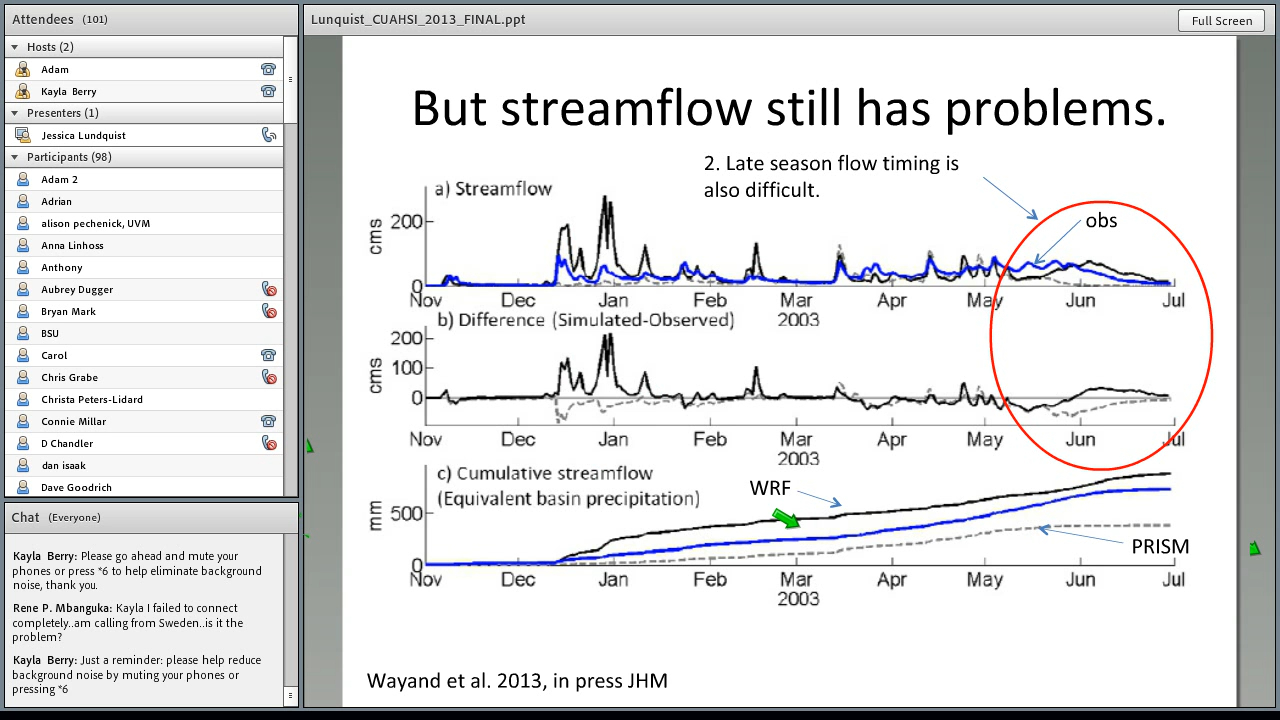 Attendees (101)
Hosts (2)
Adam
Kayla Berry
Presenters (1)
Jessica Lundquist
Participants (98)
Adam 2
Adrian
alison pechenick, UVM
Anna Linhoss
Anthony
Aubrey Dugger
Bryan Mark
BSU
Carol
Chris Grabe
Christa Peters-Lidard
Connie Millar
D Chandler
dan isaak
Dave Goodrich
Chat (Everyone)
Kayla Berry: Please go ahead and mute your
phones or press *6 to help eliminate background
noise, thank you.
Rene P. Mbanguka: Kayla I failed to connect
completely..am calling from Sweden..is it the
problem?
Kayla Berry: Just a reminder: please help reduce
background noise by muting your phones or
pressing *6
Lunquist_CUAHSI_2013_FINAL.ppt
Full Screen
But streamflow still has problems.
2. Late season flow timing is
also difficult.
a) Streamflow
obs
cms
200
0
Nov Dec Jan Feb Mar Apr May Jun Jul
2003
b) Difference (Simulated-Observed)
cms
200
100
0
Nov Dec Jan Feb Mar Apr May Jun Jul
2003
c) Cumulative streamflow
(Equivalent basin precipitation)
WRF
mm
500
PRISM
0
Nov Dec Jan Feb Mar Apr May Jun Jul
2003
Wayand et al. 2013, in press JHM